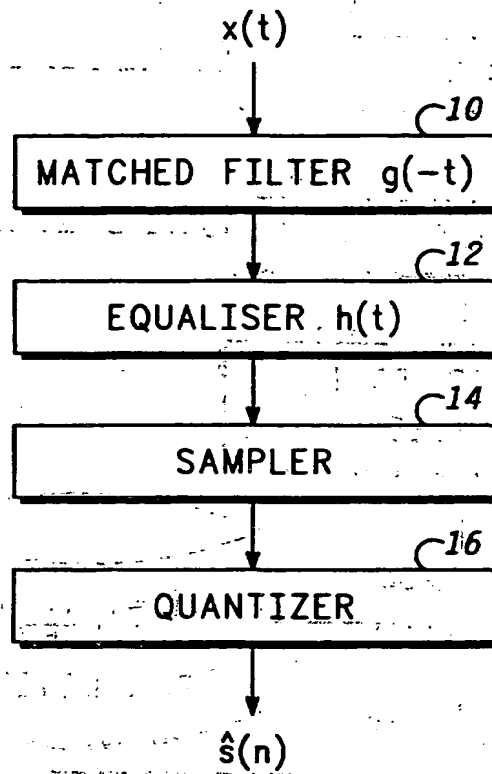 x(t)
10
MATCHED FILTER g(-t)
12
EQUALISER h(t)
14
SAMPLER
16
QUANTIZER
ŝ(n)